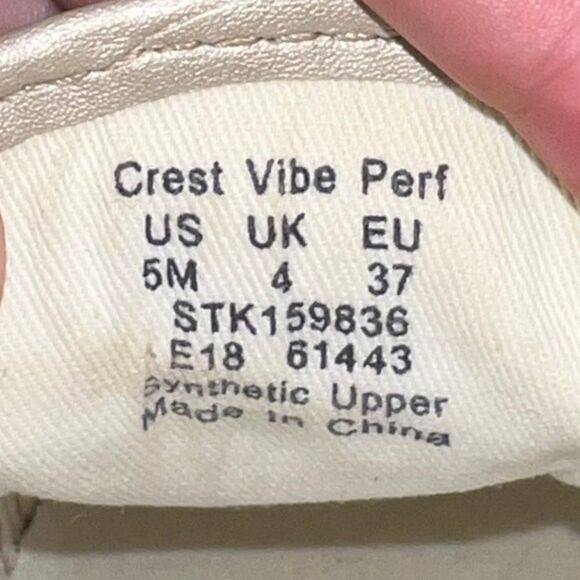 Crest Vibe Perf
US UK EU
5M 4 37
STK159836
E18 61443
Synthetic Upper
Made in China